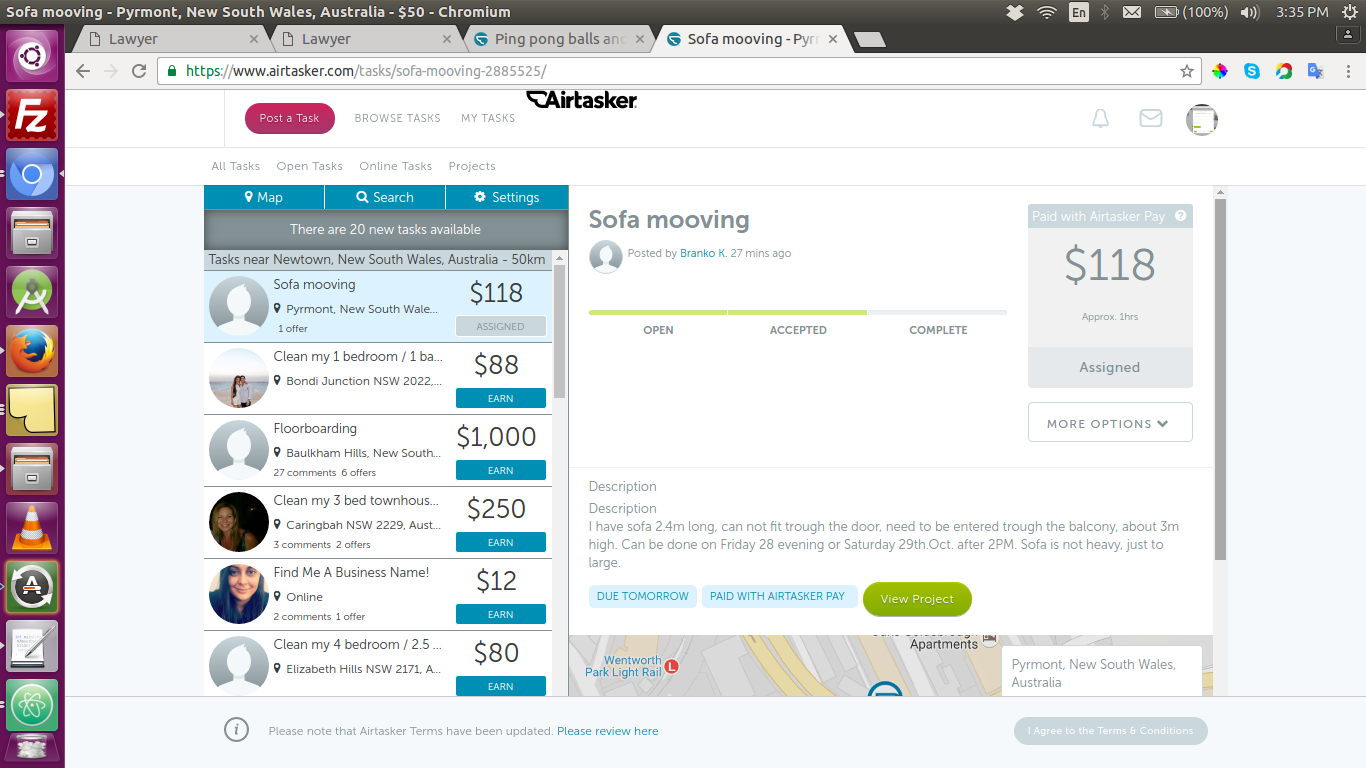 Sofa mooving - Pyrmont, New South Wales, Australia - $50 - Chromium
En
(100%)
3:35 PM
Lawyer
Lawyer
Ping pong balls and
Sofa mooving - Pyrr
https://www.airtasker.com/tasks/sofa-mooving-2885525/
Post a Task
BROWSE TASKS
MY TASKS
Airtasker
All Tasks
Open Tasks
Online Tasks
Projects
Map
Search
Settings
There are 20 new tasks available
Tasks near Newtown, New South Wales, Australia - 50km
Sofa mooving
Pyrmont, New South Wale...
1 offer
$118
ASSIGNED
Clean my 1 bedroom / 1 ba...
Bondi Junction NSW 2022,...
$88
EARN
Floorboarding
Baulkham Hills, New South...
27 comments 6 offers
$1,000
EARN
Clean my 3 bed townhous...
Caringbah NSW 2229, Aust...
3 comments 2 offers
$250
EARN
Find Me A Business Name!
Online
2 comments 1 offer
$12
EARN
Clean my 4 bedroom / 2.5 ...
Elizabeth Hills NSW 2171, A...
$80
EARN
Sofa mooving
Posted by Branko K, 27 mins ago
OPEN
ACCEPTED
COMPLETE
Paid with Airtasker Pay
$118
Approx. 1hrs
Assigned
MORE OPTIONS
Description
Description
I have sofa 2.4m long, can not fit trough the door, need to be entered trough the balcony, about 3m
high. Can be done on Friday 28 evening or Saturday 29th.Oct. after 2PM. Sofa is not heavy, just to
large.
DUE TOMORROW
PAID WITH AIRTASKER PAY
View Project
Apartments
Wentworth
Park Light Rail
L
Pyrmont, New South Wales,
Australia
Please note that Airtasker Terms have been updated. Please review here
I Agree to the Terms & Conditions